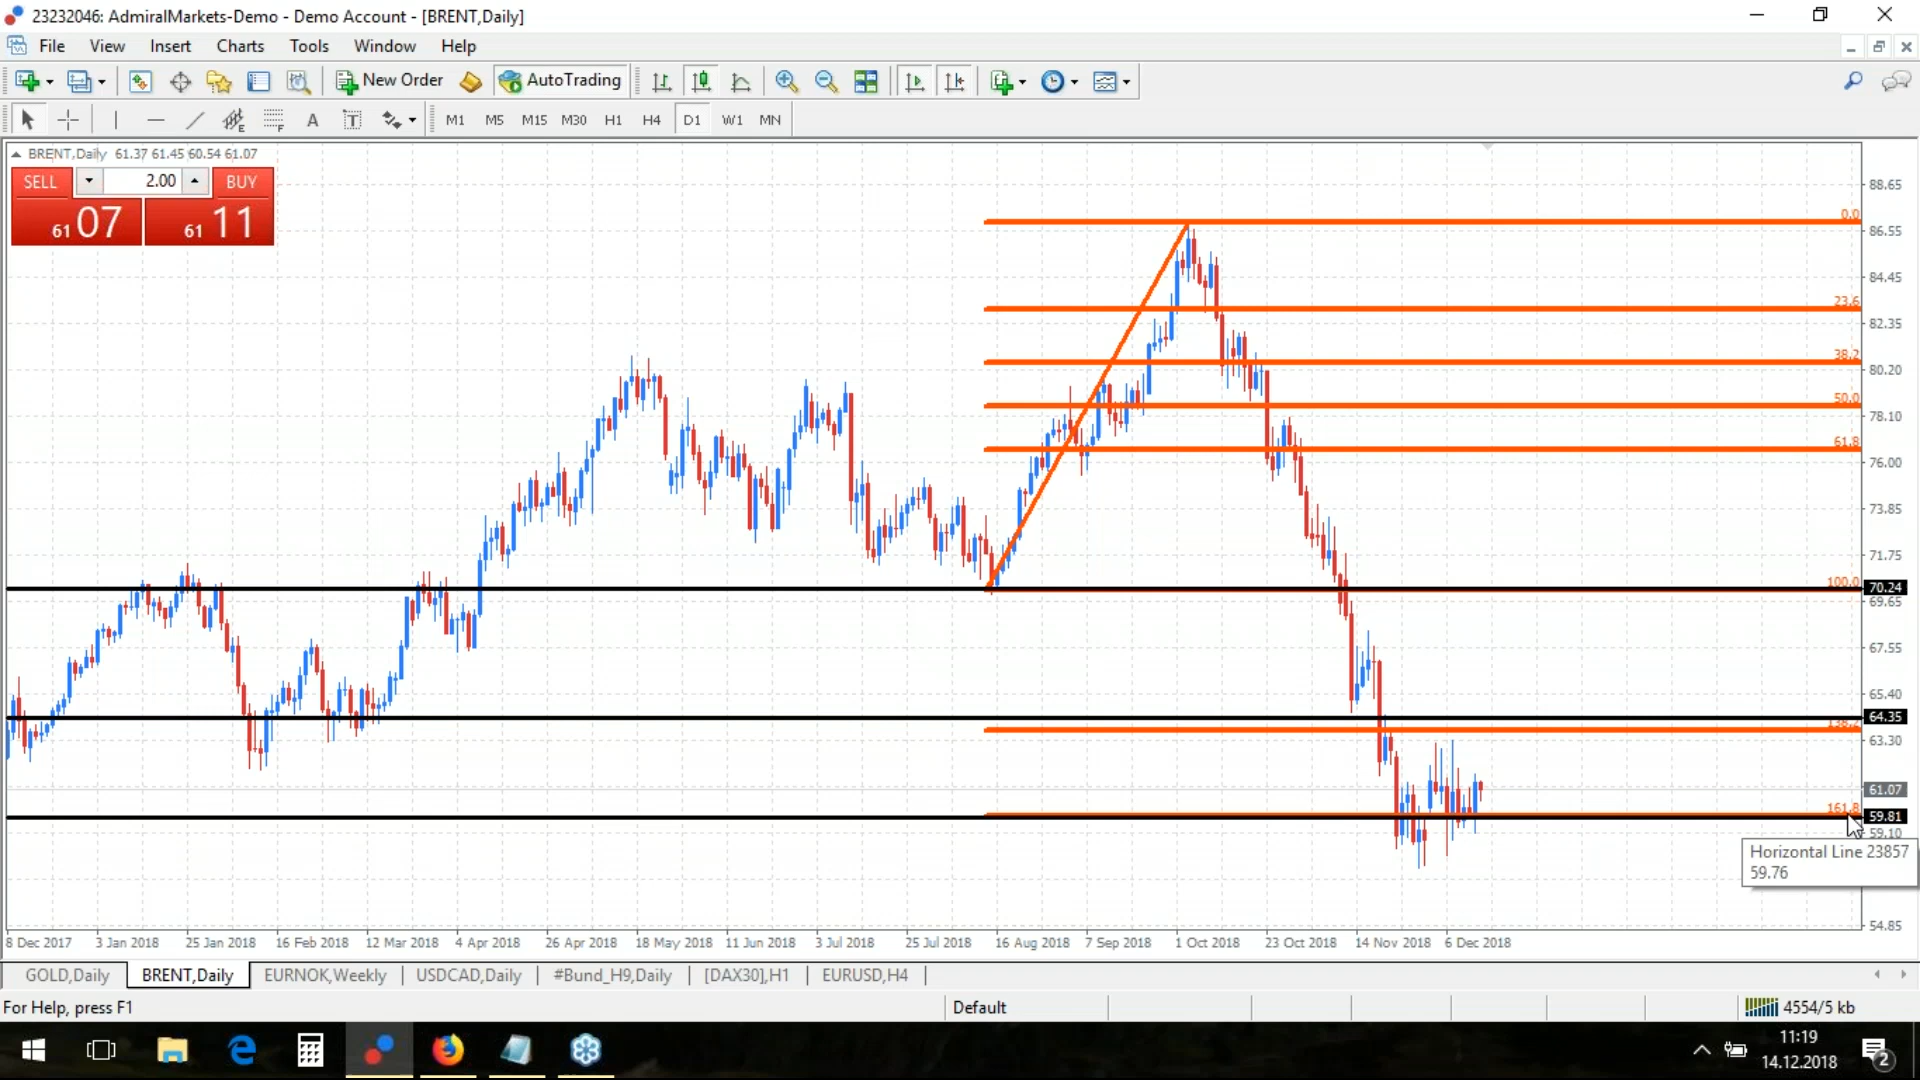 23232046: AdmiralMarkets-Demo - Demo Account - [BRENT,Daily]
File View Insert Charts Tools Window Help
New Order AutoTrading
A T M1 M5 M15 M30 H1 H4 D1 W1 MN
BRENT,Daily 61.37 61.45 60.54 61.07
SELL 2.00 BUY
61 07 61 11
0.0
23.6
38.2
50.0
61.8
100.0
138.2
161.8
88.65
86.55
84.45
82.35
80.20
78.10
76.00
73.85
71.75
70.24
69.65
67.55
65.40
64.35
63.30
61.07
59.81
59.10
54.85
Horizontal Line 23857
59.76
8 Dec 2017 3 Jan 2018 25 Jan 2018 16 Feb 2018 12 Mar 2018 4 Apr 2018 26 Apr 2018 18 May 2018 11 Jun 2018 3 Jul 2018 25 Jul 2018 16 Aug 2018 7 Sep 2018 1 Oct 2018 23 Oct 2018 14 Nov 2018 6 Dec 2018
GOLD,Daily BRENT,Daily EURNOK,Weekly USDCAD,Daily #Bund_H9,Daily [DAX30],H1 EURUSD,H4
For Help, press F1 Default 4554/5 kb
11:19
14.12.2018
2